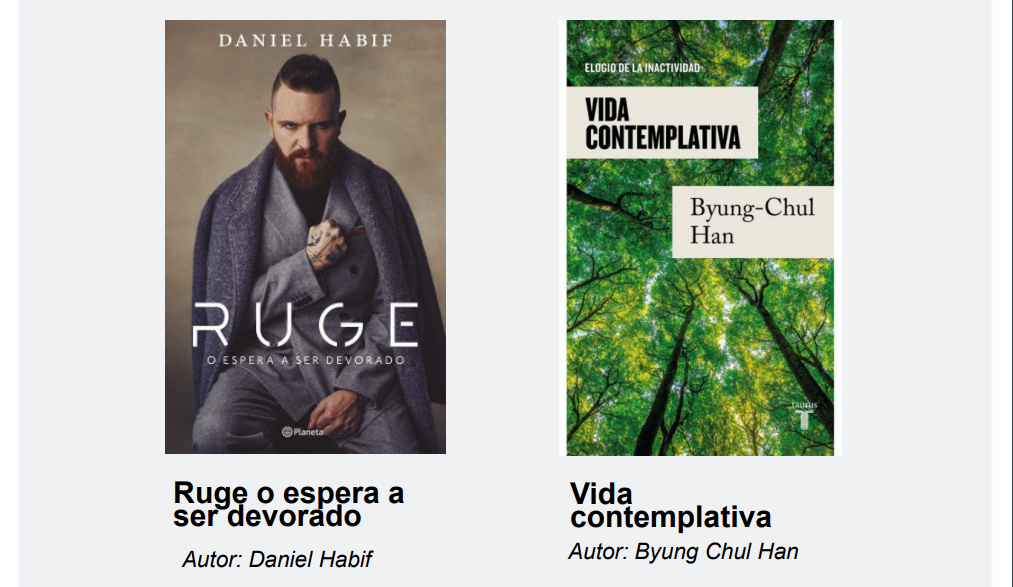 DANIEL HABIF
RUGE
O ESPERA A SER DEVORADO
Planeta
Ruge o espera a
ser devorado
Autor: Daniel Habif
ELOGIO DE LA INACTIVIDAD
VIDA
CONTEMPLATIVA
Byung-Chul
Han
taurus
T
Vida
contemplativa
Autor: Byung Chul Han